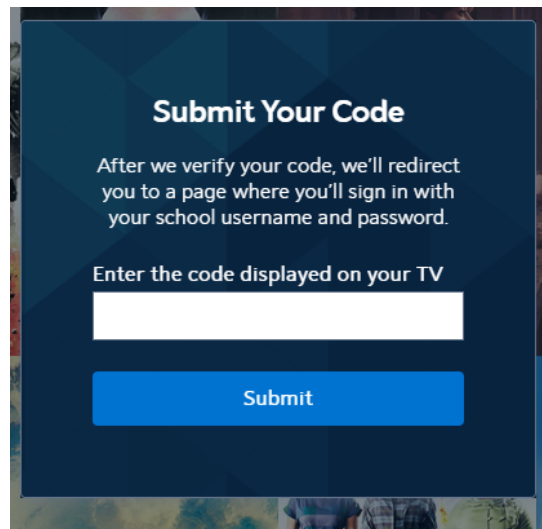 Submit Your Code
After we verify your code, we'll redirect
you to a page where you'll sign in with
your school username and password.
Enter the code displayed on your TV
Submit